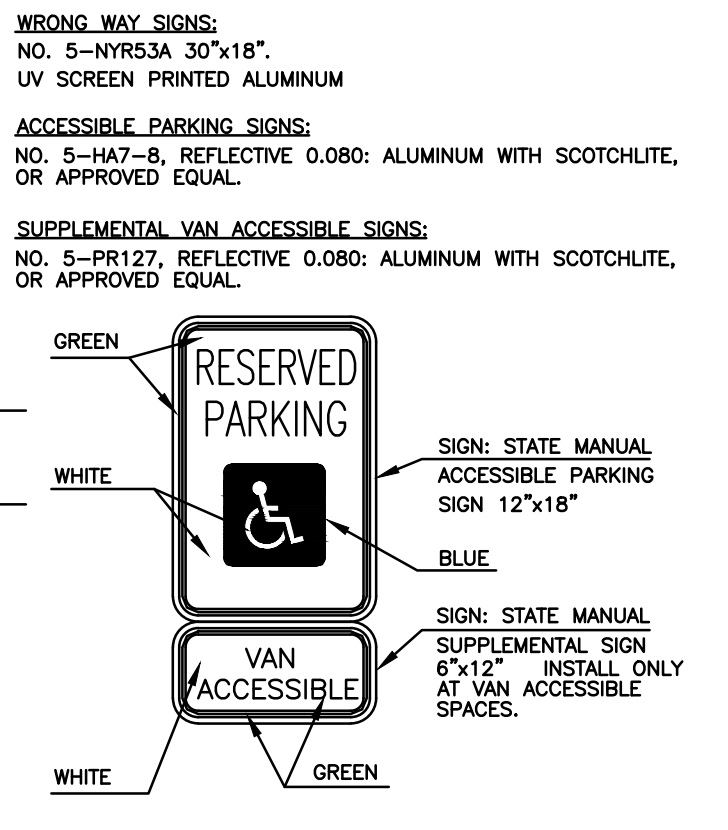 WRONG WAY SIGNS:
NO. 5-NYR53A 30"x18".
UV SCREEN PRINTED ALUMINUM
ACCESSIBLE PARKING SIGNS:
NO. 5-HA7-8, REFLECTIVE 0.080: ALUMINUM WITH SCOTCHLITE,
OR APPROVED EQUAL.
SUPPLEMENTAL VAN ACCESSIBLE SIGNS:
NO. 5-PR127, REFLECTIVE 0.080: ALUMINUM WITH SCOTCHLITE,
OR APPROVED EQUAL.
GREEN
RESERVED
PARKING
WHITE
SIGN: STATE MANUAL
ACCESSIBLE PARKING
SIGN 12"x18"
BLUE
SIGN: STATE MANUAL
SUPPLEMENTAL SIGN
6"x12" INSTALL ONLY
AT VAN ACCESSIBLE
SPACES.
VAN
ACCESSIBLE
WHITE
GREEN